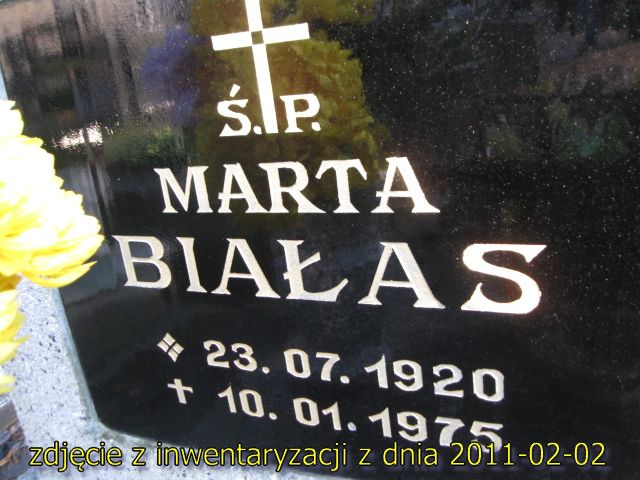 Ś.P.
MARTA
BIAŁAS
23.07.1920
10.01.1975
zdjęcie z inwentaryzacji z dnia 2011-02-02